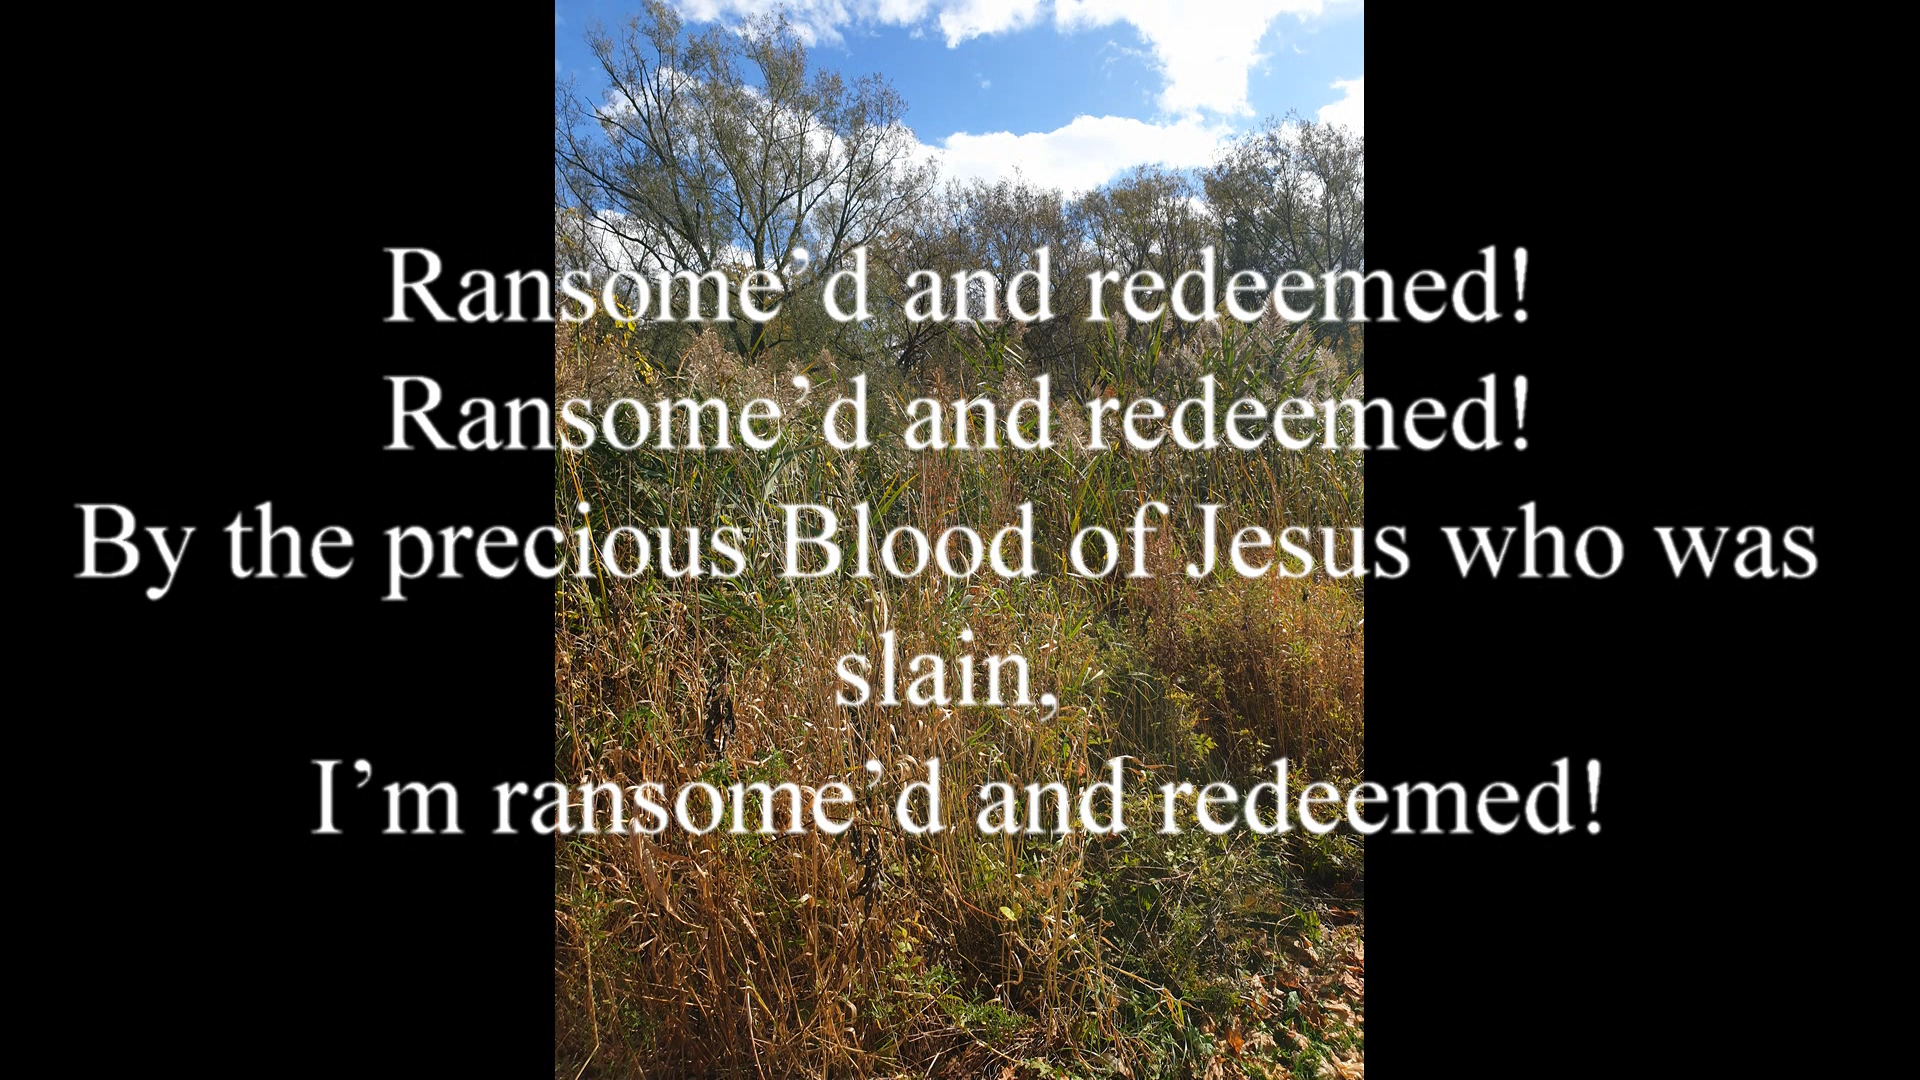 Ransome’d and redeemed!
Ransome’d and redeemed!
By the precious Blood of Jesus who was
slain,
I’m ransome’d and redeemed!